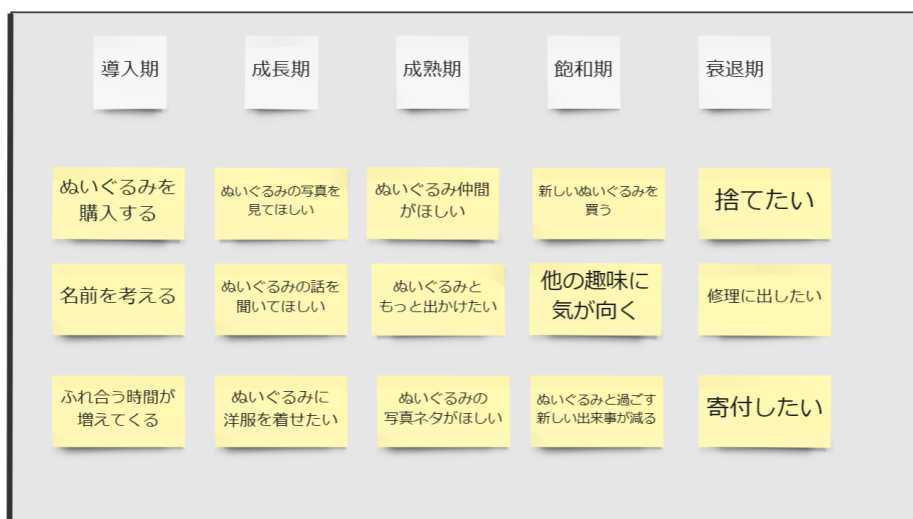 導入期
成長期
成熟期
飽和期
衰退期
ぬいぐるみを
購入する
ぬいぐるみの写真を
見てほしい
ぬいぐるみ仲間
がほしい
新しいぬいぐるみを
買う
捨てたい
名前を考える
ぬいぐるみの話を
聞いてほしい
ぬいぐるみと
もっと出かけたい
他の趣味に
気が向く
修理に出したい
ふれ合う時間が
増えてくる
ぬいぐるみに
洋服を着せたい
ぬいぐるみの
写真ネタがほしい
ぬいぐるみと過ごす
新しい出来事が減る
寄付したい